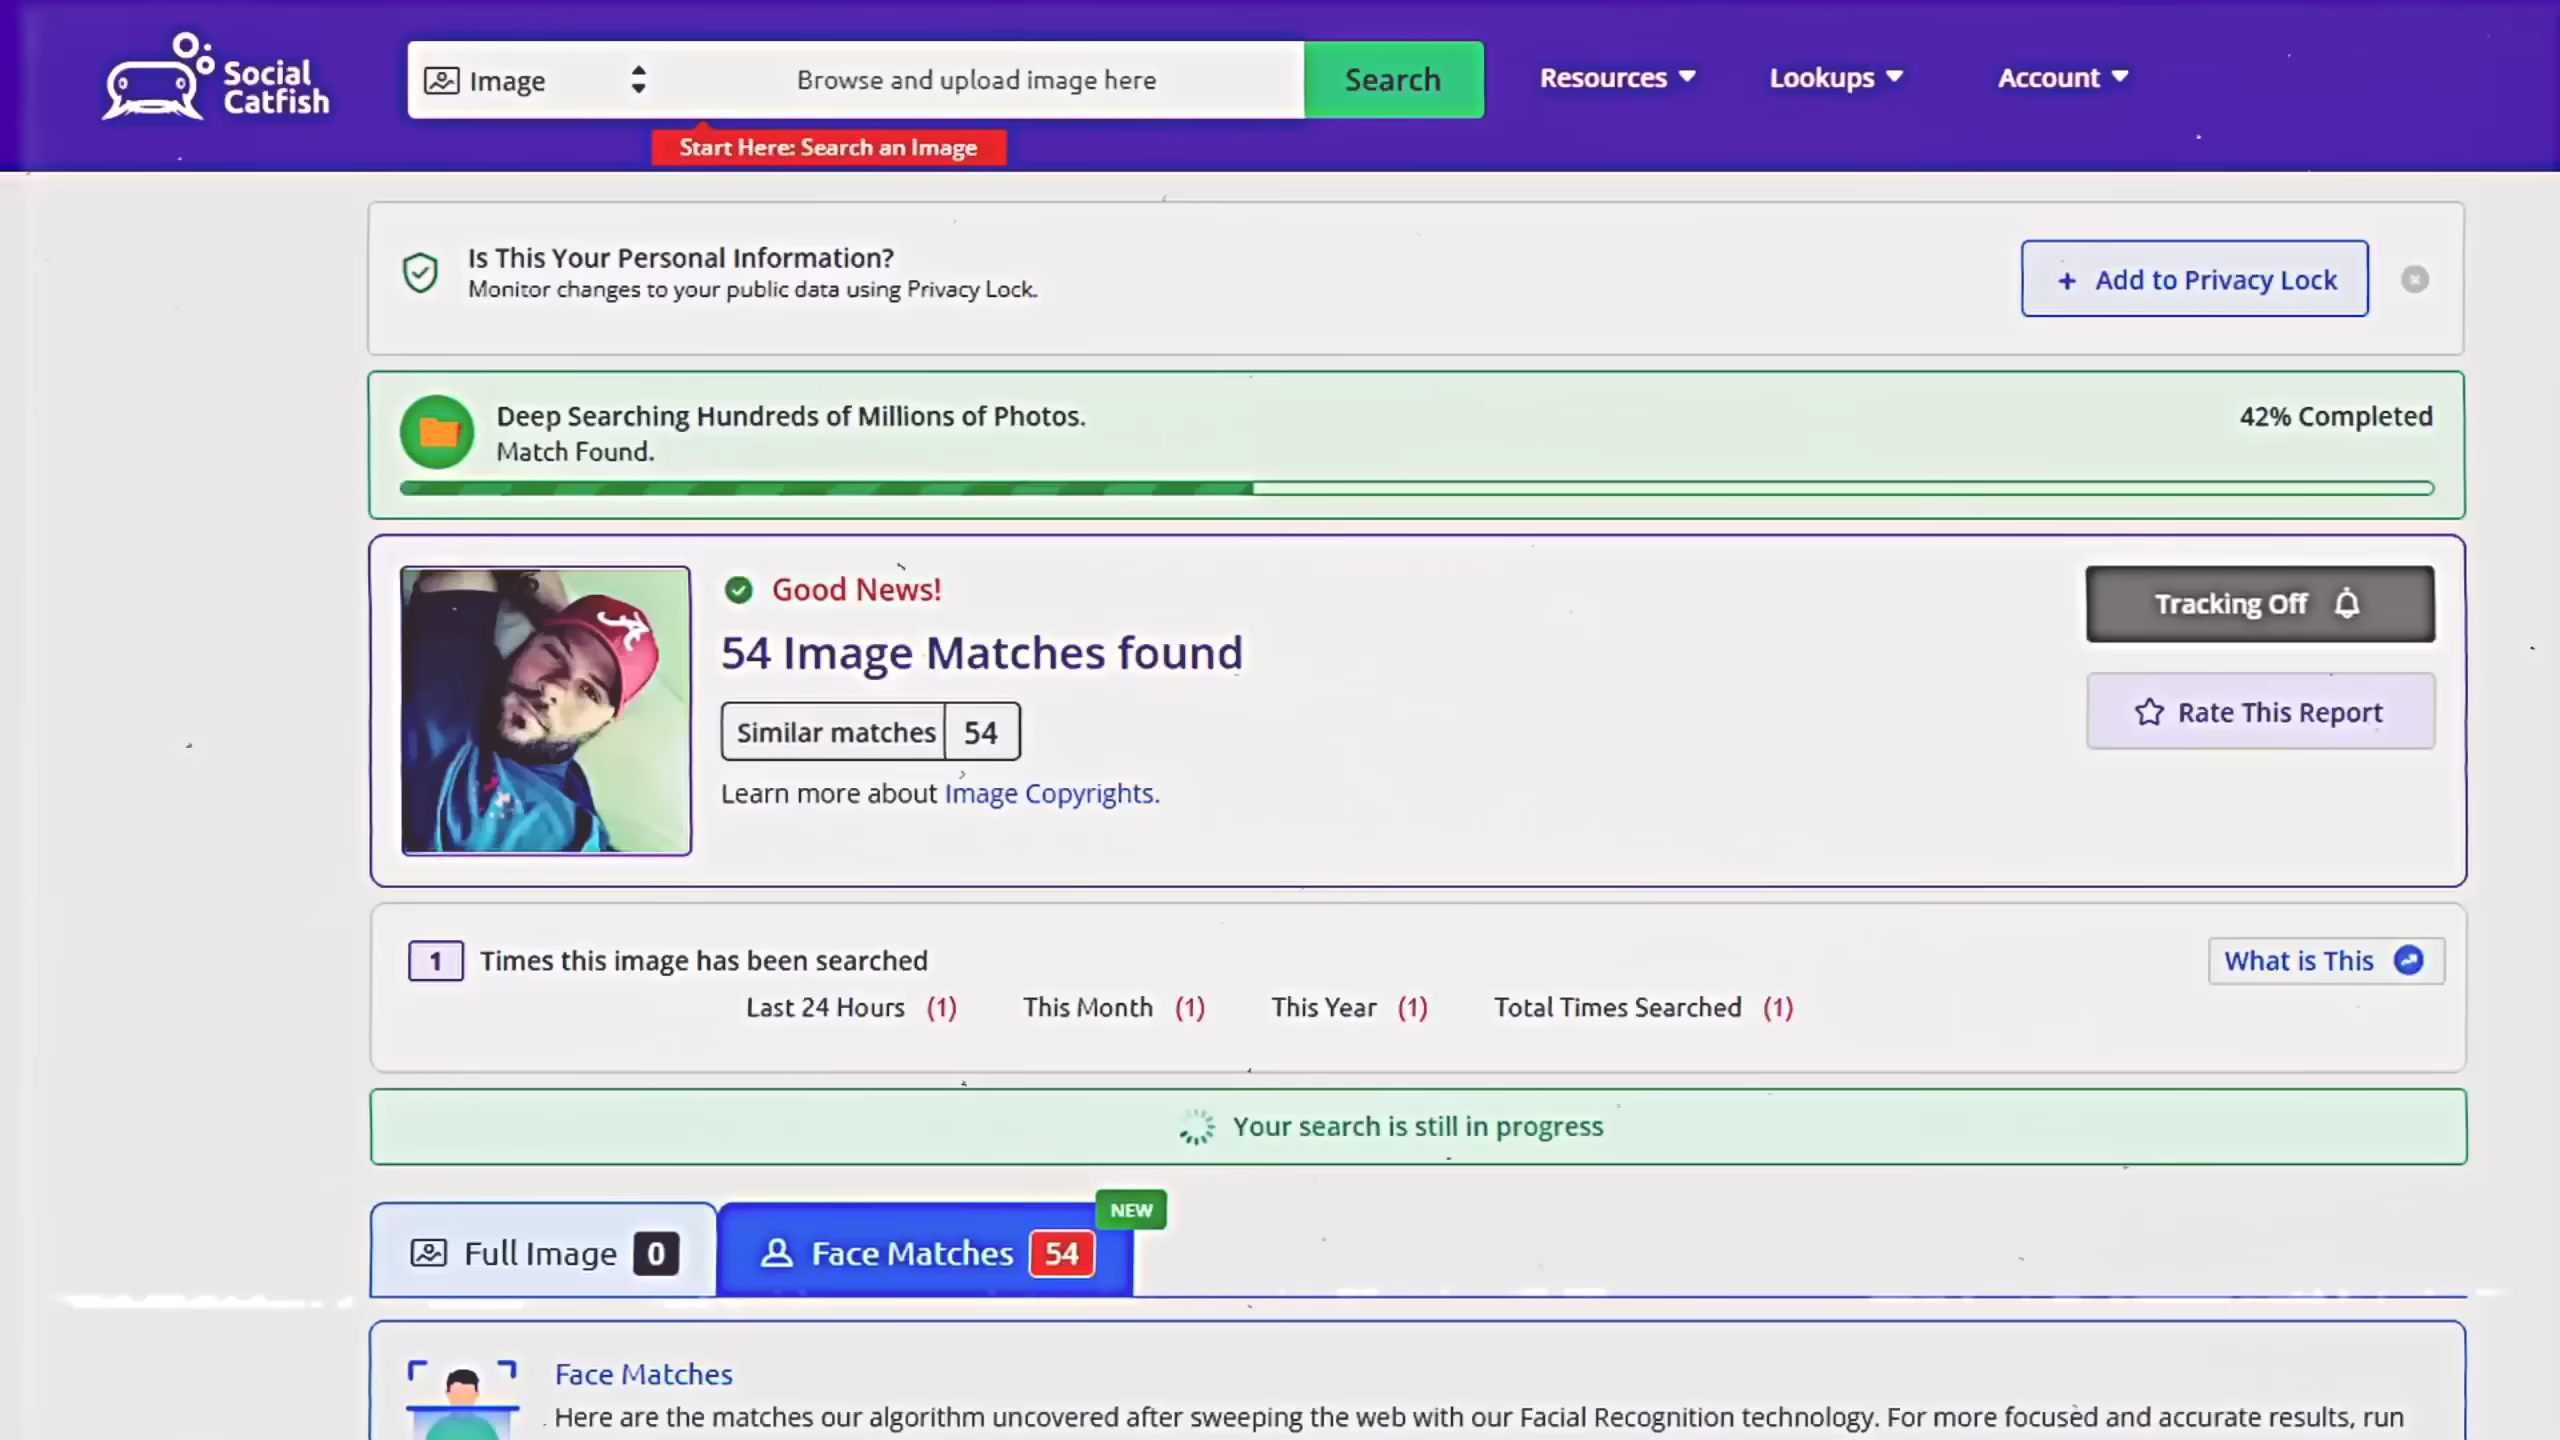 Social
Catfish
Image
Browse and upload image here
Search
Resources
Lookups
Account
Start Here: Search an Image
Is This Your Personal Information?
Monitor changes to your public data using Privacy Lock.
+ Add to Privacy Lock
Deep Searching Hundreds of Millions of Photos.
42% Completed
Match Found.
Good News!
54 Image Matches found
Similar matches 54
Learn more about Image Copyrights.
Tracking Off
Rate This Report
1 Times this image has been searched
What is This
Last 24 Hours (1) This Month (1) This Year (1) Total Times Searched (1)
Your search is still in progress
NEW
Full Image 0
Face Matches 54
Face Matches
Here are the matches our algorithm uncovered after sweeping the web with our Facial Recognition technology. For more focused and accurate results, run